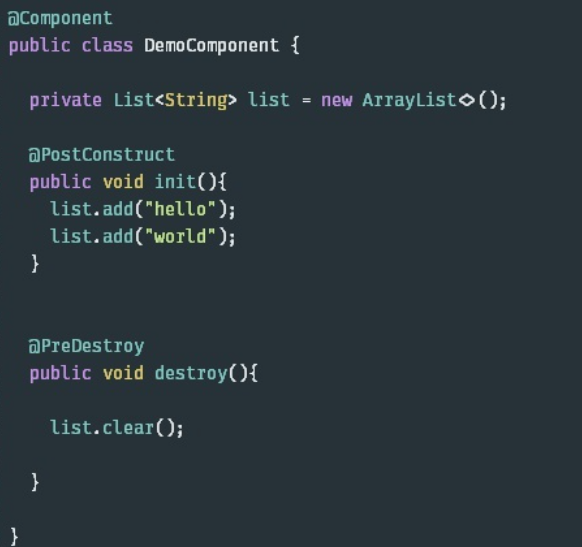 @Component
public class DemoComponent {
private List<String> list = new ArrayList<>();
@PostConstruct
public void init(){
list.add("hello");
list.add("world");
}
@PreDestroy
public void destroy(){
list.clear();
}
}